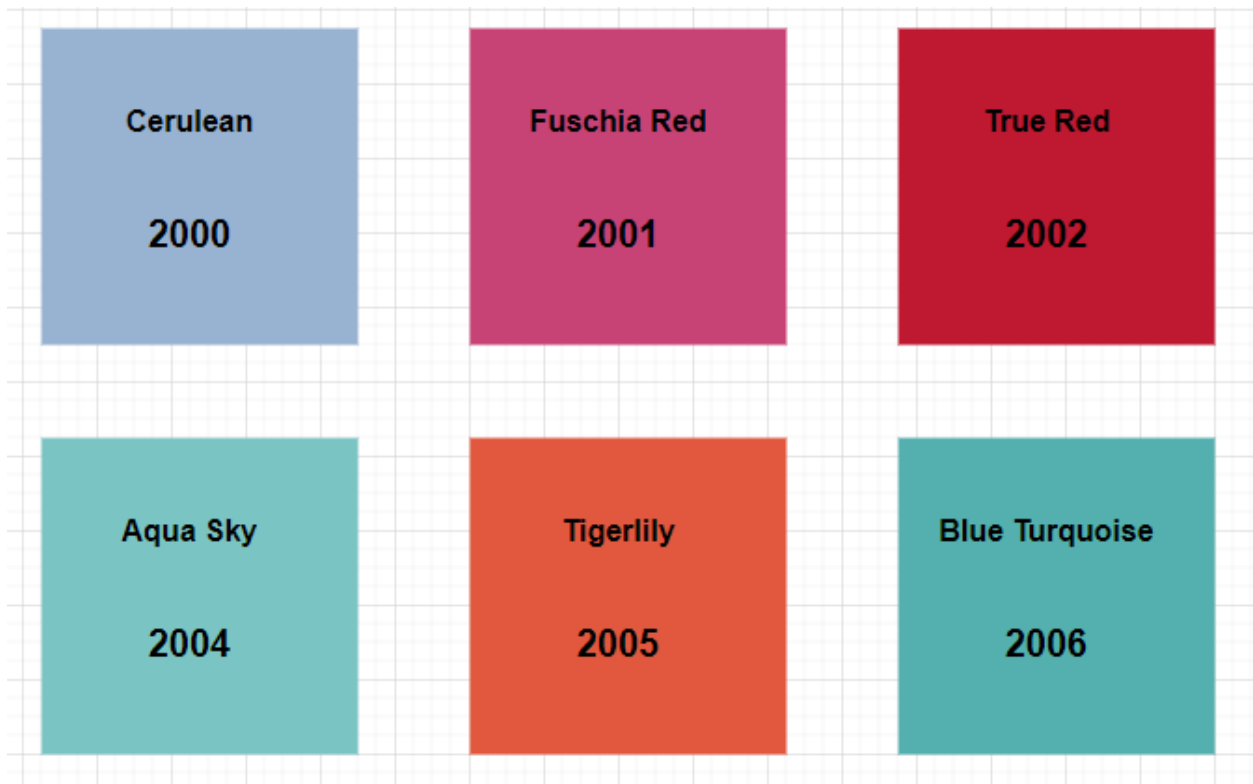 Cerulean
2000
Fuschia Red
2001
True Red
2002
Aqua Sky
2004
Tigerlily
2005
Blue Turquoise
2006